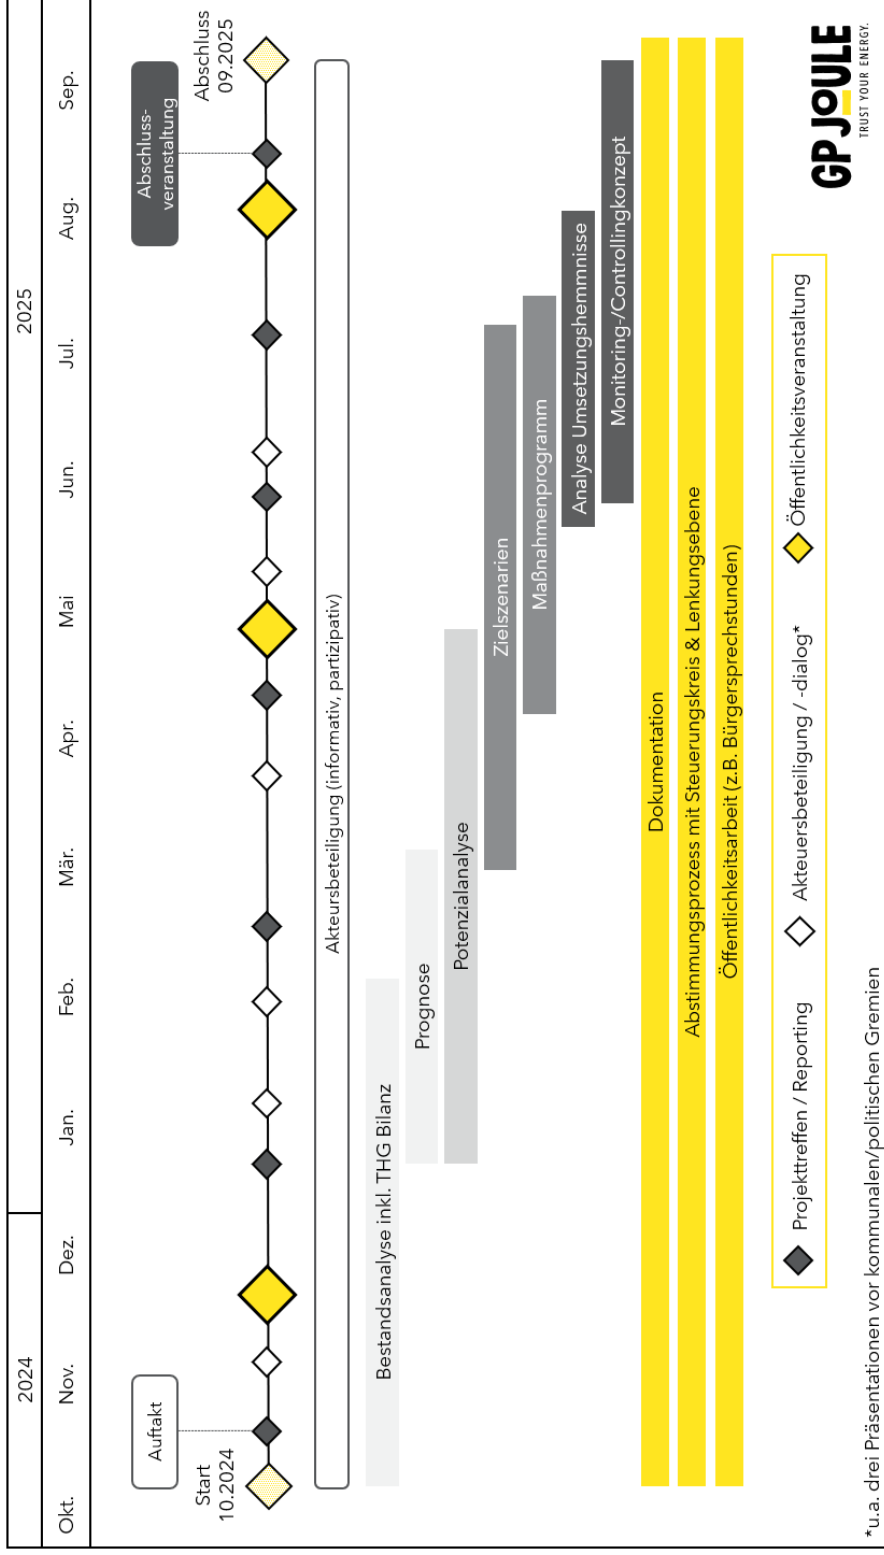 2024
2025
Okt.
Nov.
Dez.
Jan.
Feb.
Mär.
Apr.
Mai
Jun.
Jul.
Aug.
Sep.
Auftakt
Abschluss-
veranstaltung
Start
10.2024
Abschluss
09.2025
Akteursbeteiligung (informativ, partizipativ)
Bestandsanalyse inkl. THG Bilanz
Prognose
Potenzialanalyse
Zielszenarien
Maßnahmenprogramm
Analyse Umsetzungshemmnisse
Monitoring-/Controllingkonzept
Dokumentation
Abstimmungsprozess mit Steuerungskreis & Lenkungsebene
Öffentlichkeitsarbeit (z.B. Bürgersprechstunden)
Projekttreffen / Reporting
Akteuersbeteiligung / -dialog*
Öffentlichkeitsveranstaltung
*u.a. drei Präsentationen vor kommunalen/politischen Gremien
GP JOULE
TRUST YOUR ENERGY.